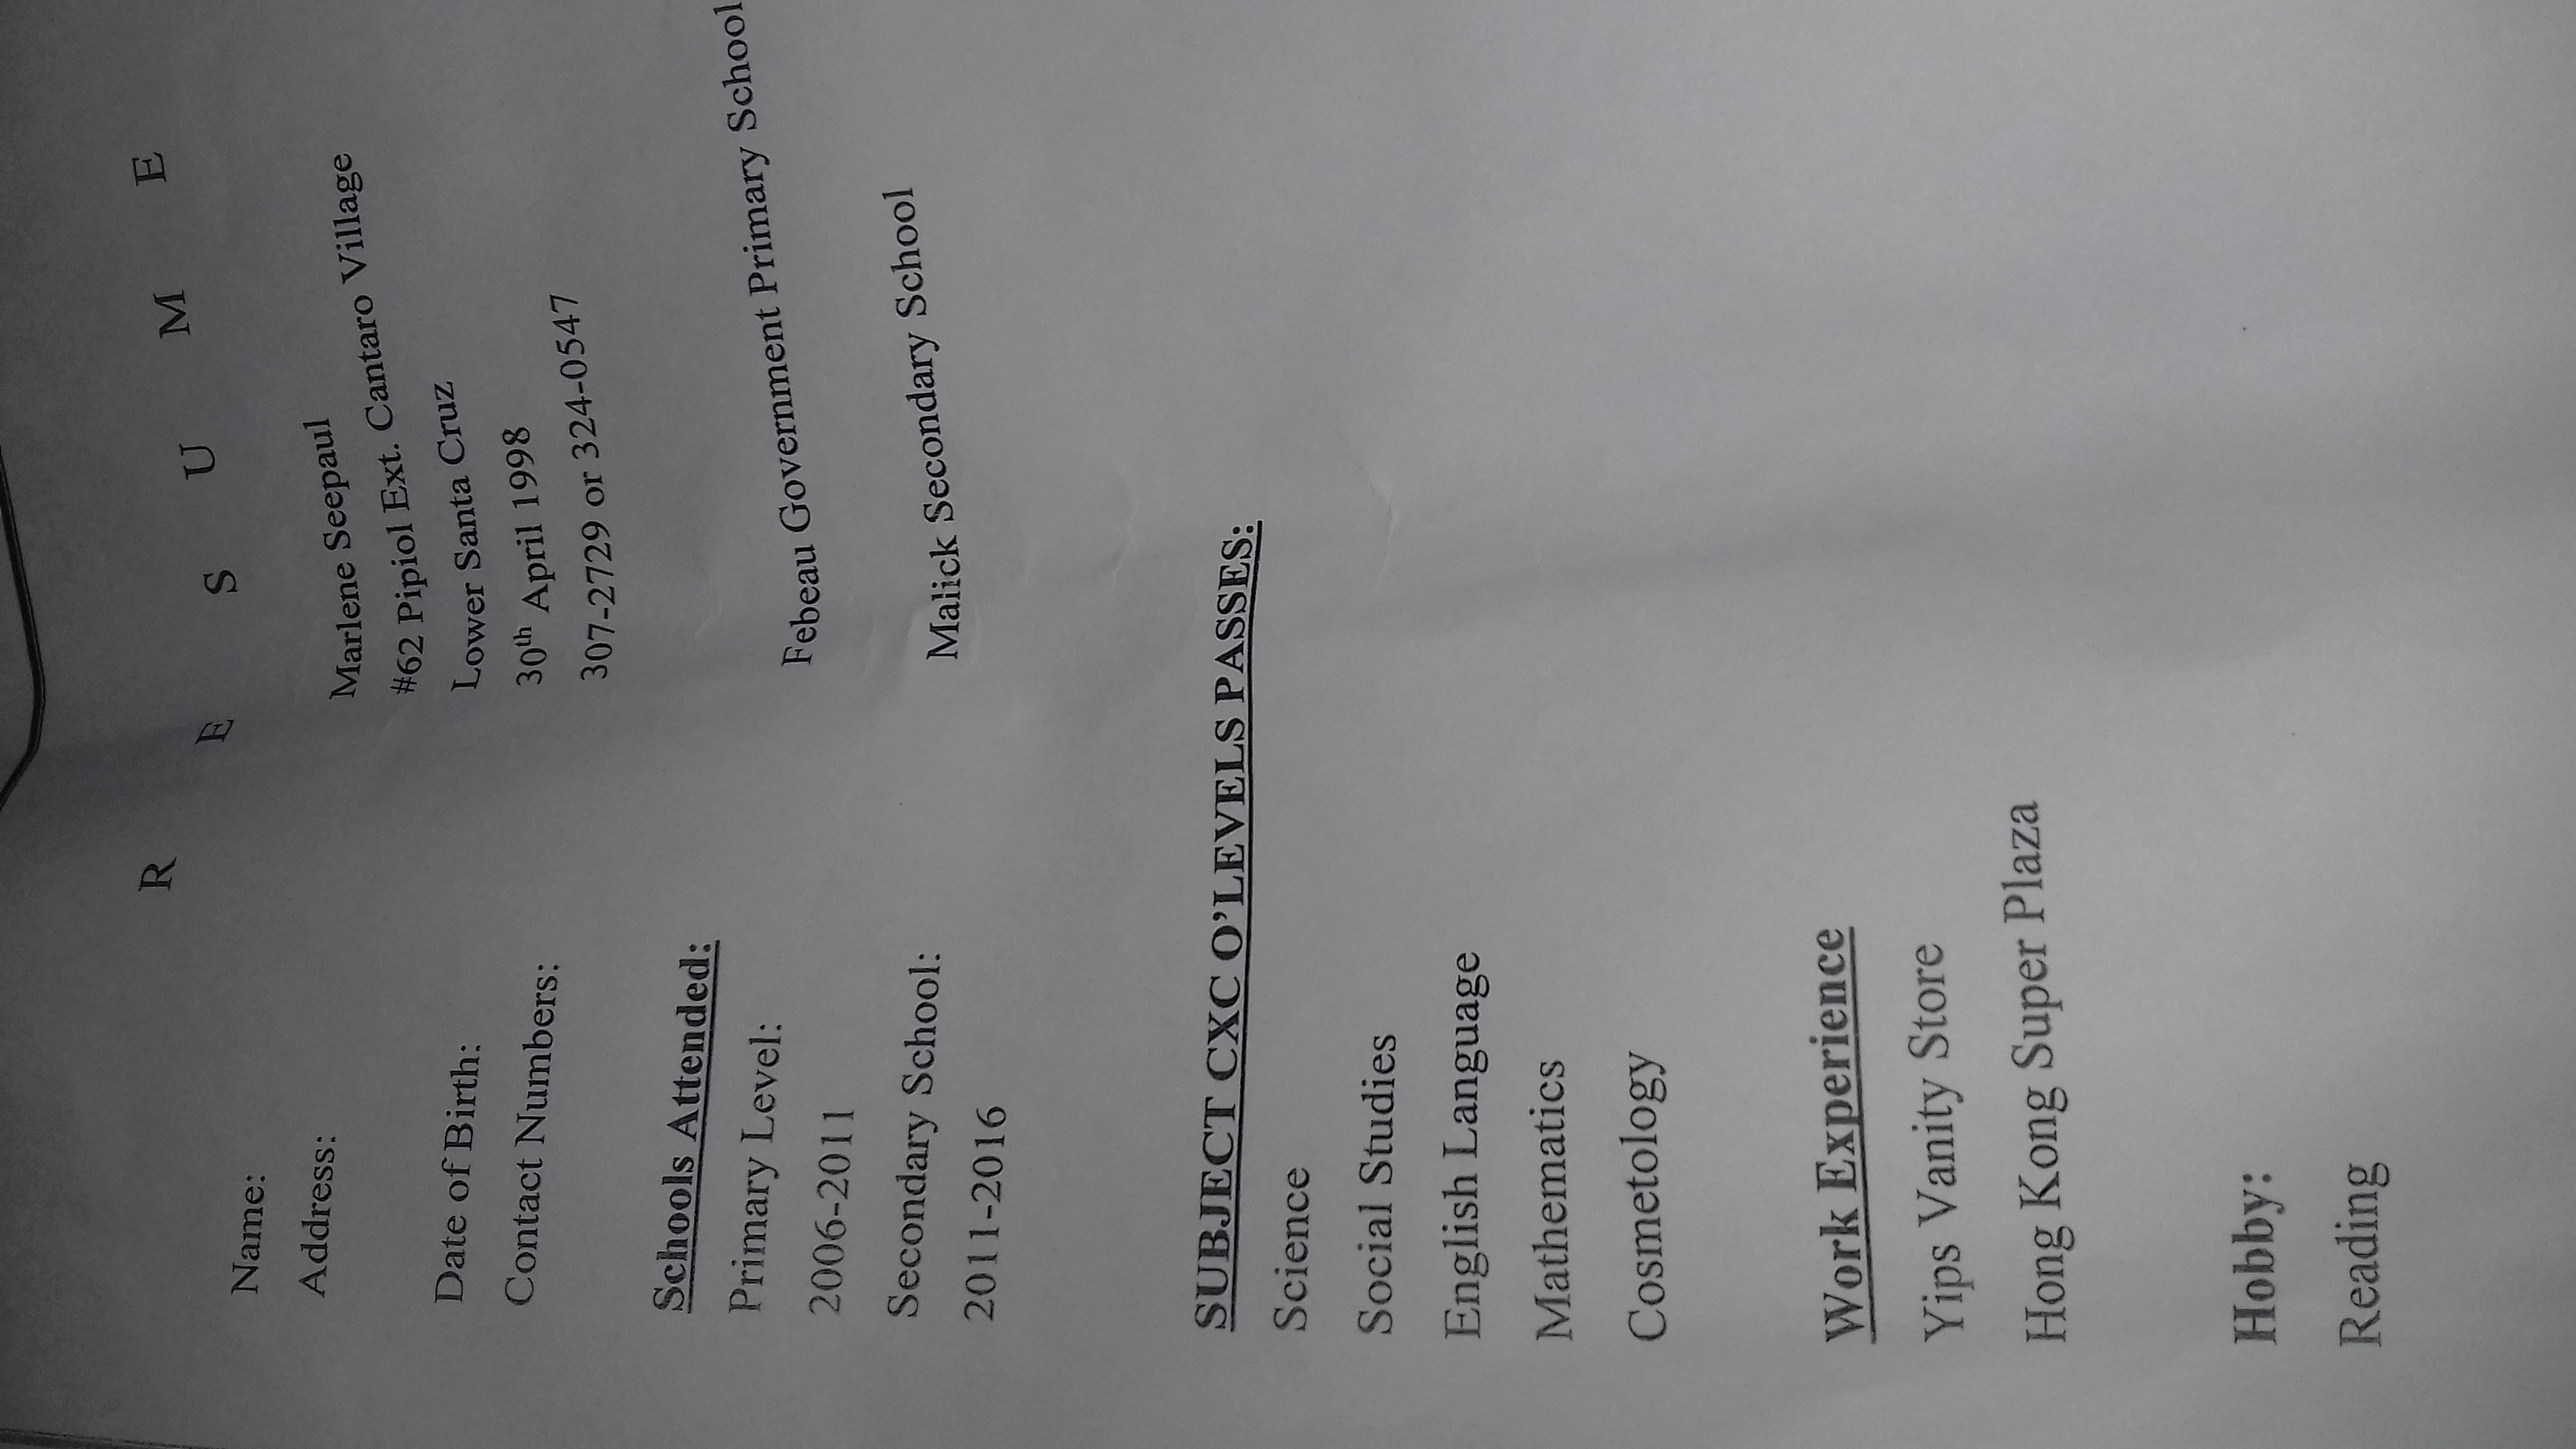 R E S U M E
Name: Marlene Seepaul
Address: #62 Pipiol Ext. Cantaro Village
Lower Santa Cruz
Date of Birth: 30th April 1998
Contact Numbers: 307-2729 or 324-0547
Schools Attended:
Primary Level: Febeau Government Primary School
2006-2011
Secondary School: Malick Secondary School
2011-2016
SUBJECT CXC O’LEVELS PASSES:
Science
Social Studies
English Language
Mathematics
Cosmetology
Work Experience
Yips Vanity Store
Hong Kong Super Plaza
Hobby:
Reading